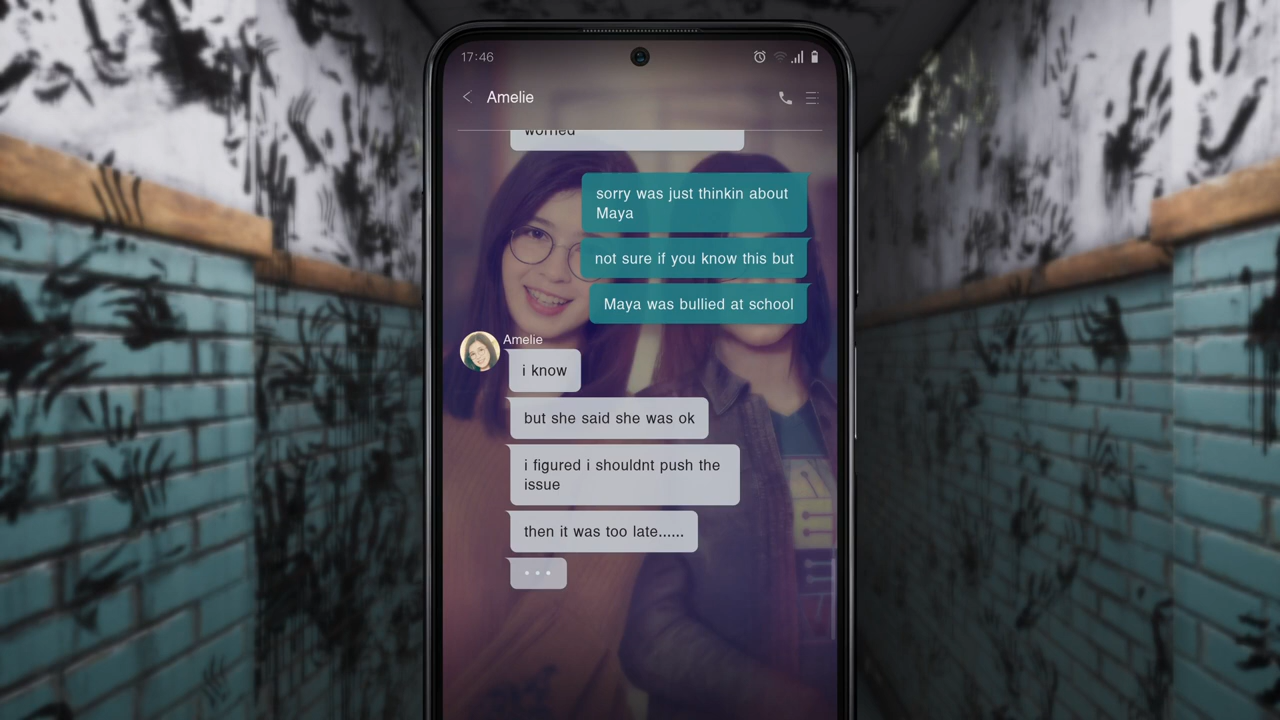 17:46
Amelie
worried
sorry was just thinkin about
Maya
not sure if you know this but
Maya was bullied at school
Amelie
i know
but she said she was ok
i figured i shouldnt push the
issue
then it was too late......